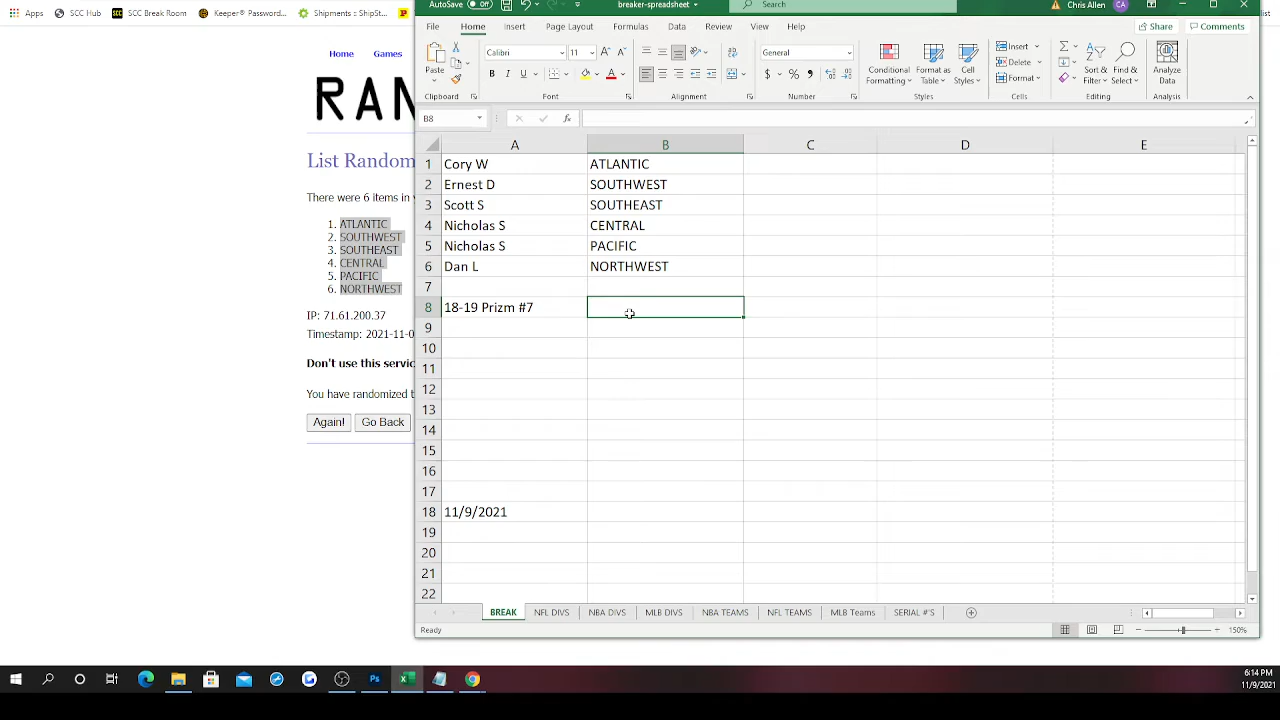 AutoSave Off breaker-spreadsheet Search Chris Allen CA
Apps SCC Hub SCC Break Room Keeper® Password... Shipments :: ShipSt...
File Home Insert Page Layout Formulas Data Review View Help Share Comments
Paste Calibri 11 General Insert Delete Format
Conditional Formatting Format as Table Cell Styles Sort & Filter Find & Select Analyze Data
Clipboard Font Alignment Number Styles Cells Editing Analysis
B8
A B C D E
1 Cory W ATLANTIC
2 Ernest D SOUTHWEST
3 Scott S SOUTHEAST
4 Nicholas S CENTRAL
5 Nicholas S PACIFIC
6 Dan L NORTHWEST
7
8 18-19 Prizm #7
9
10
11
12
13
14
15
16
17
18 11/9/2021
19
20
21
22
BREAK NFL DIVS NBA DIVS MLB DIVS NBA TEAMS NFL TEAMS MLB Teams SERIAL #'S
Ready 150%
Home Games
RAN
List Random
There were 6 items in
1. ATLANTIC
2. SOUTHWEST
3. SOUTHEAST
4. CENTRAL
5. PACIFIC
6. NORTHWEST
IP: 71.61.200.37
Timestamp: 2021-11-0
Don't use this servic
You have randomized t
Again! Go Back
6:14 PM
11/9/2021